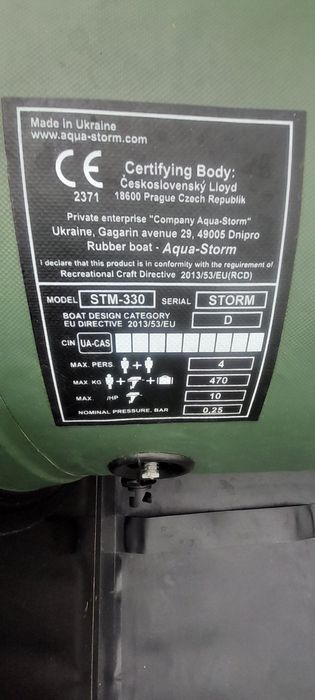 Made in Ukraine
www.aqua-storm.com
CE
2371
Certifying Body:
Československý Lloyd
18600 Prague Czech Republik
Private enterprise "Company Aqua-Storm"
Ukraine, Gagarin avenue 29, 49005 Dnipro
Rubber boat - Aqua-Storm
I declare that this product is in conformity with the requirement of
Recreational Craft Directive 2013/53/EU(RCD)
MODEL STM-330 SERIAL STORM
BOAT DESIGN CATEGORY
EU DIRECTIVE 2013/53/EU D
CIN UA-CAS
MAX. PERS. + 4
MAX. KG + + 470
MAX. /HP 10
NOMINAL PRESSURE, BAR 0,25